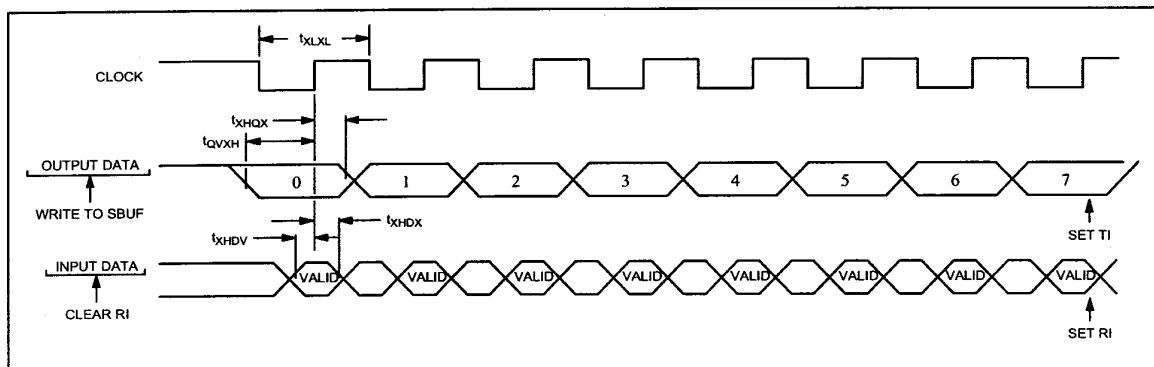 tXLXL
CLOCK
tXHQX
tQVXH
OUTPUT DATA
0 1 2 3 4 5 6 7
WRITE TO SBUF
tXHDX
SET TI
tXHDV
INPUT DATA
VALID VALID VALID VALID VALID VALID VALID VALID
CLEAR RI
SET RI